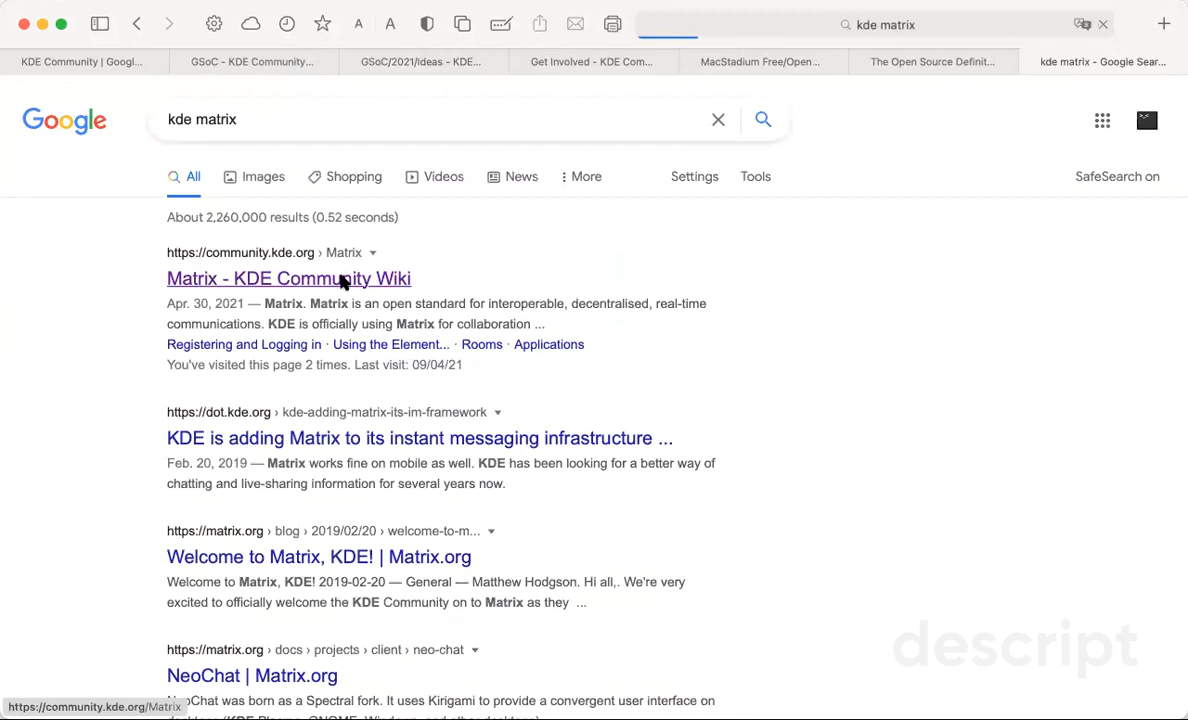 kde matrix
KDE Community | Googl...
GSoC - KDE Community...
GSoC/2021/Ideas - KDE...
Get Involved - KDE Com...
MacStadium Free/Open...
The Open Source Definit...
kde matrix - Google Sear...
Google
kde matrix
All Images Shopping Videos News More Settings Tools SafeSearch on
About 2,260,000 results (0.52 seconds)
https://community.kde.org › Matrix
Matrix - KDE Community Wiki
Apr. 30, 2021 — Matrix. Matrix is an open standard for interoperable, decentralised, real-time
communications. KDE is officially using Matrix for collaboration ...
Registering and Logging in · Using the Element... · Rooms · Applications
You've visited this page 2 times. Last visit: 09/04/21
https://dot.kde.org › kde-adding-matrix-its-im-framework
KDE is adding Matrix to its instant messaging infrastructure ...
Feb. 20, 2019 — Matrix works fine on mobile as well. KDE has been looking for a better way of
chatting and live-sharing information for several years now.
https://matrix.org › blog › 2019/02/20 › welcome-to-m...
Welcome to Matrix, KDE! | Matrix.org
Welcome to Matrix, KDE! 2019-02-20 — General — Matthew Hodgson. Hi all,. We're very
excited to officially welcome the KDE Community on to Matrix as they ...
descript
https://matrix.org › docs › projects › client › neo-chat
NeoChat | Matrix.org
NeoChat was born as a Spectral fork. It uses Kirigami to provide a convergent user interface on
https://community.kde.org/Matrix